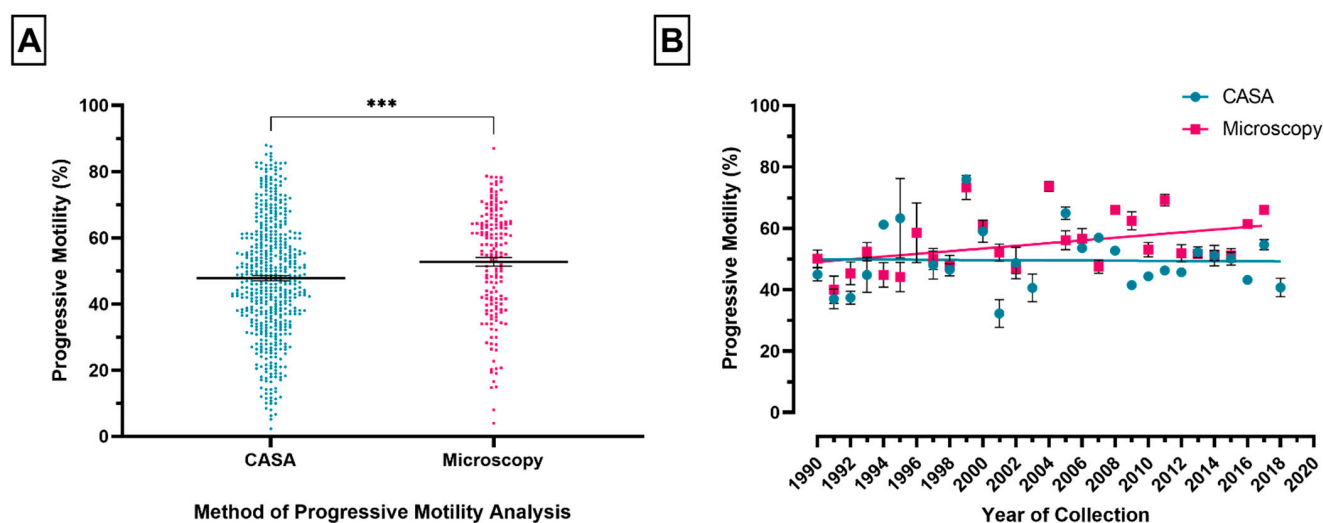 A
B
Progressive Motility (%)
100
80
60
40
20
0
***
CASA
Microscopy
Method of Progressive Motility Analysis
Progressive Motility (%)
100
80
60
40
20
0
CASA
Microscopy
1990
1992
1994
1996
1998
2000
2002
2004
2006
2008
2010
2012
2014
2016
2018
2020
Year of Collection